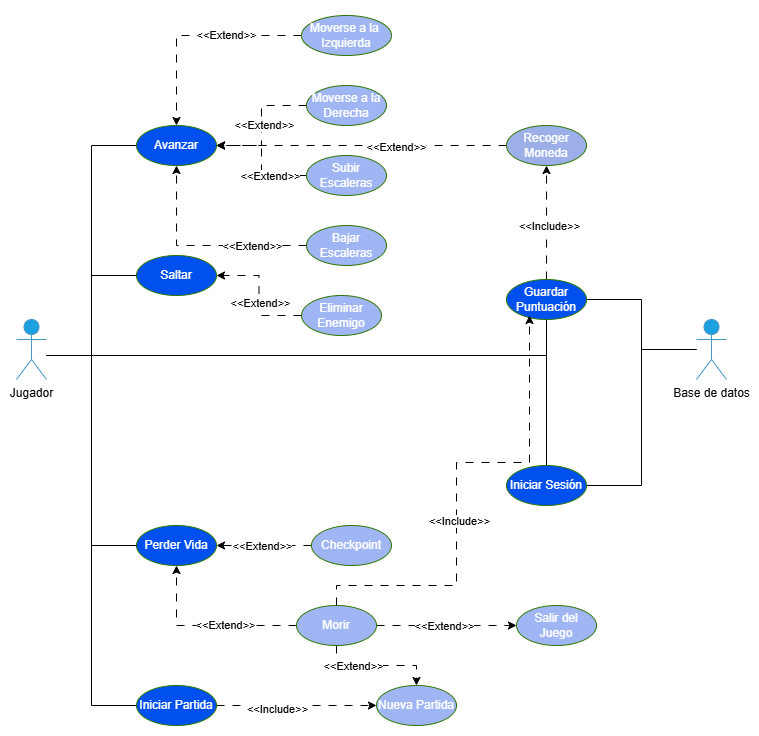 Moverse a la
Izquierda
<<Extend>>
Moverse a la
Derecha
<<Extend>>
Avanzar
<<Extend>>
Recoger
Moneda
Subir
Escaleras
<<Extend>>
<<Include>>
Bajar
Escaleras
<<Extend>>
Saltar
<<Extend>>
Eliminar
Enemigo
Guardar
Puntuación
Jugador
Base de datos
Iniciar Sesión
<<Include>>
Perder Vida
<<Extend>>
Checkpoint
<<Extend>>
Morir
<<Extend>>
Salir del
Juego
<<Extend>>
Iniciar Partida
<<Include>>
Nueva Partida